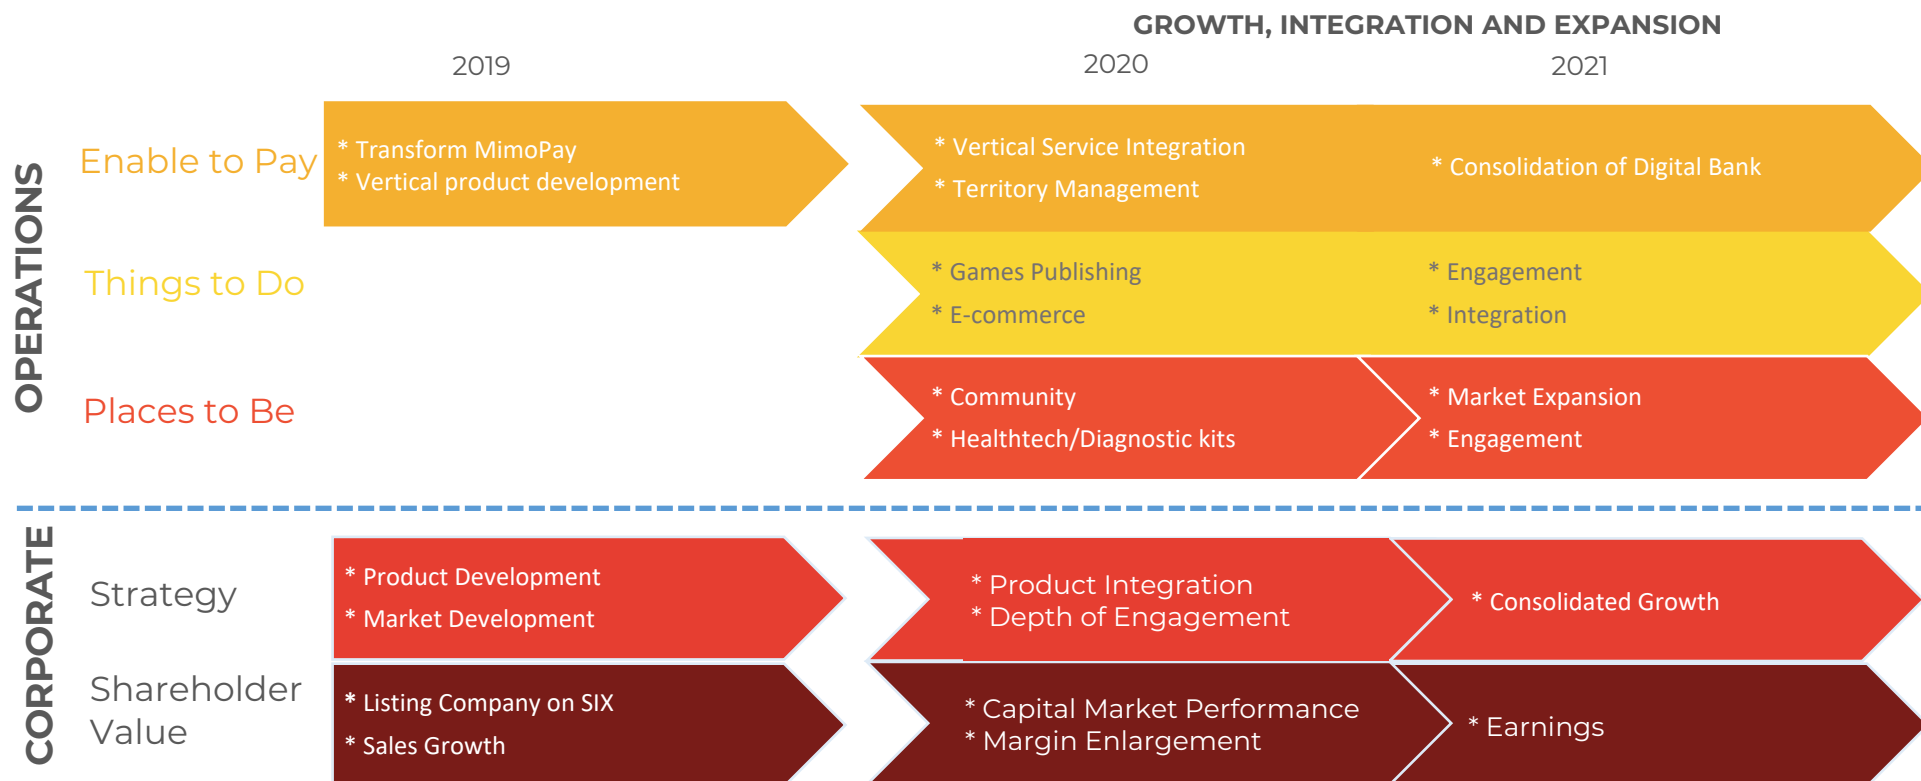 GROWTH, INTEGRATION AND EXPANSION
2019
2020
2021
OPERATIONS
Enable to Pay
* Transform MimoPay
* Vertical product development
* Vertical Service Integration
* Territory Management
* Consolidation of Digital Bank
Things to Do
* Games Publishing
* E-commerce
* Engagement
* Integration
Places to Be
* Community
* Healthtech/Diagnostic kits
* Market Expansion
* Engagement
CORPORATE
Strategy
* Product Development
* Market Development
* Product Integration
* Depth of Engagement
* Consolidated Growth
Shareholder
Value
* Listing Company on SIX
* Sales Growth
* Capital Market Performance
* Margin Enlargement
* Earnings